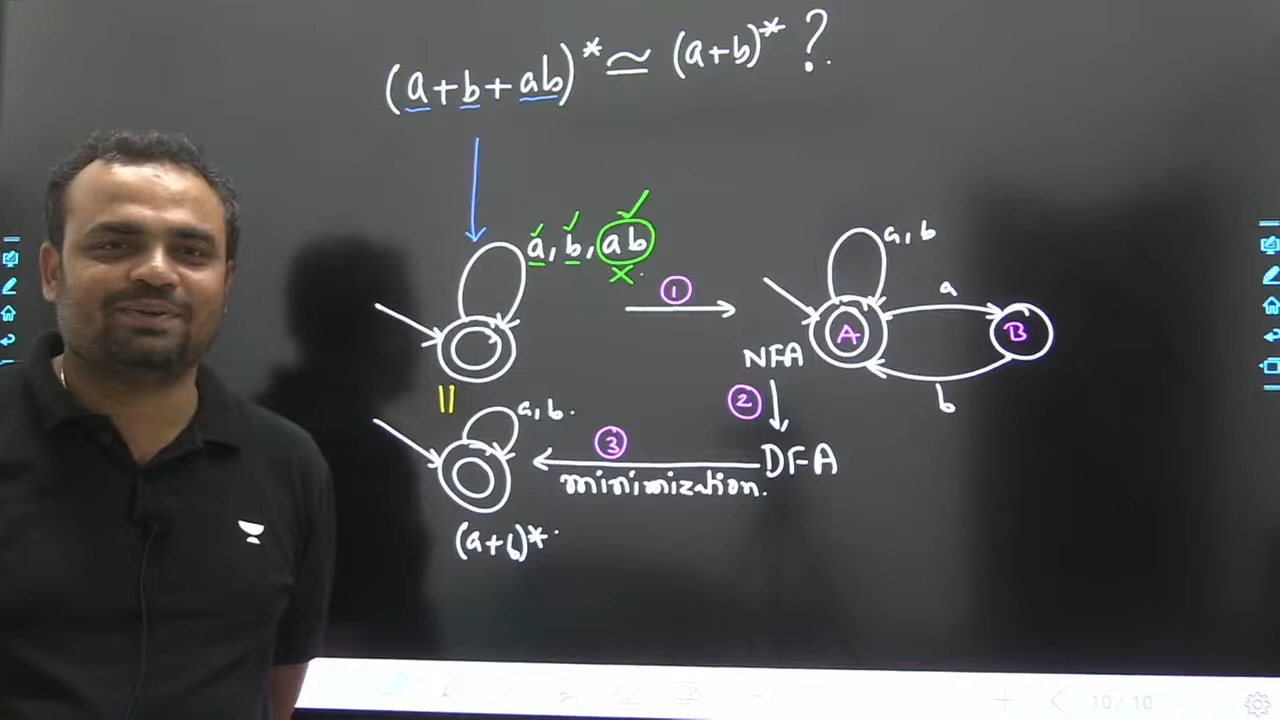 (a+b+ab)* ≃ (a+b)* ?
a, b, ab
①
a, b
a
A
B
NFA
b
②
a, b.
③
DFA
minimization.
(a+b)*.
10 / 10